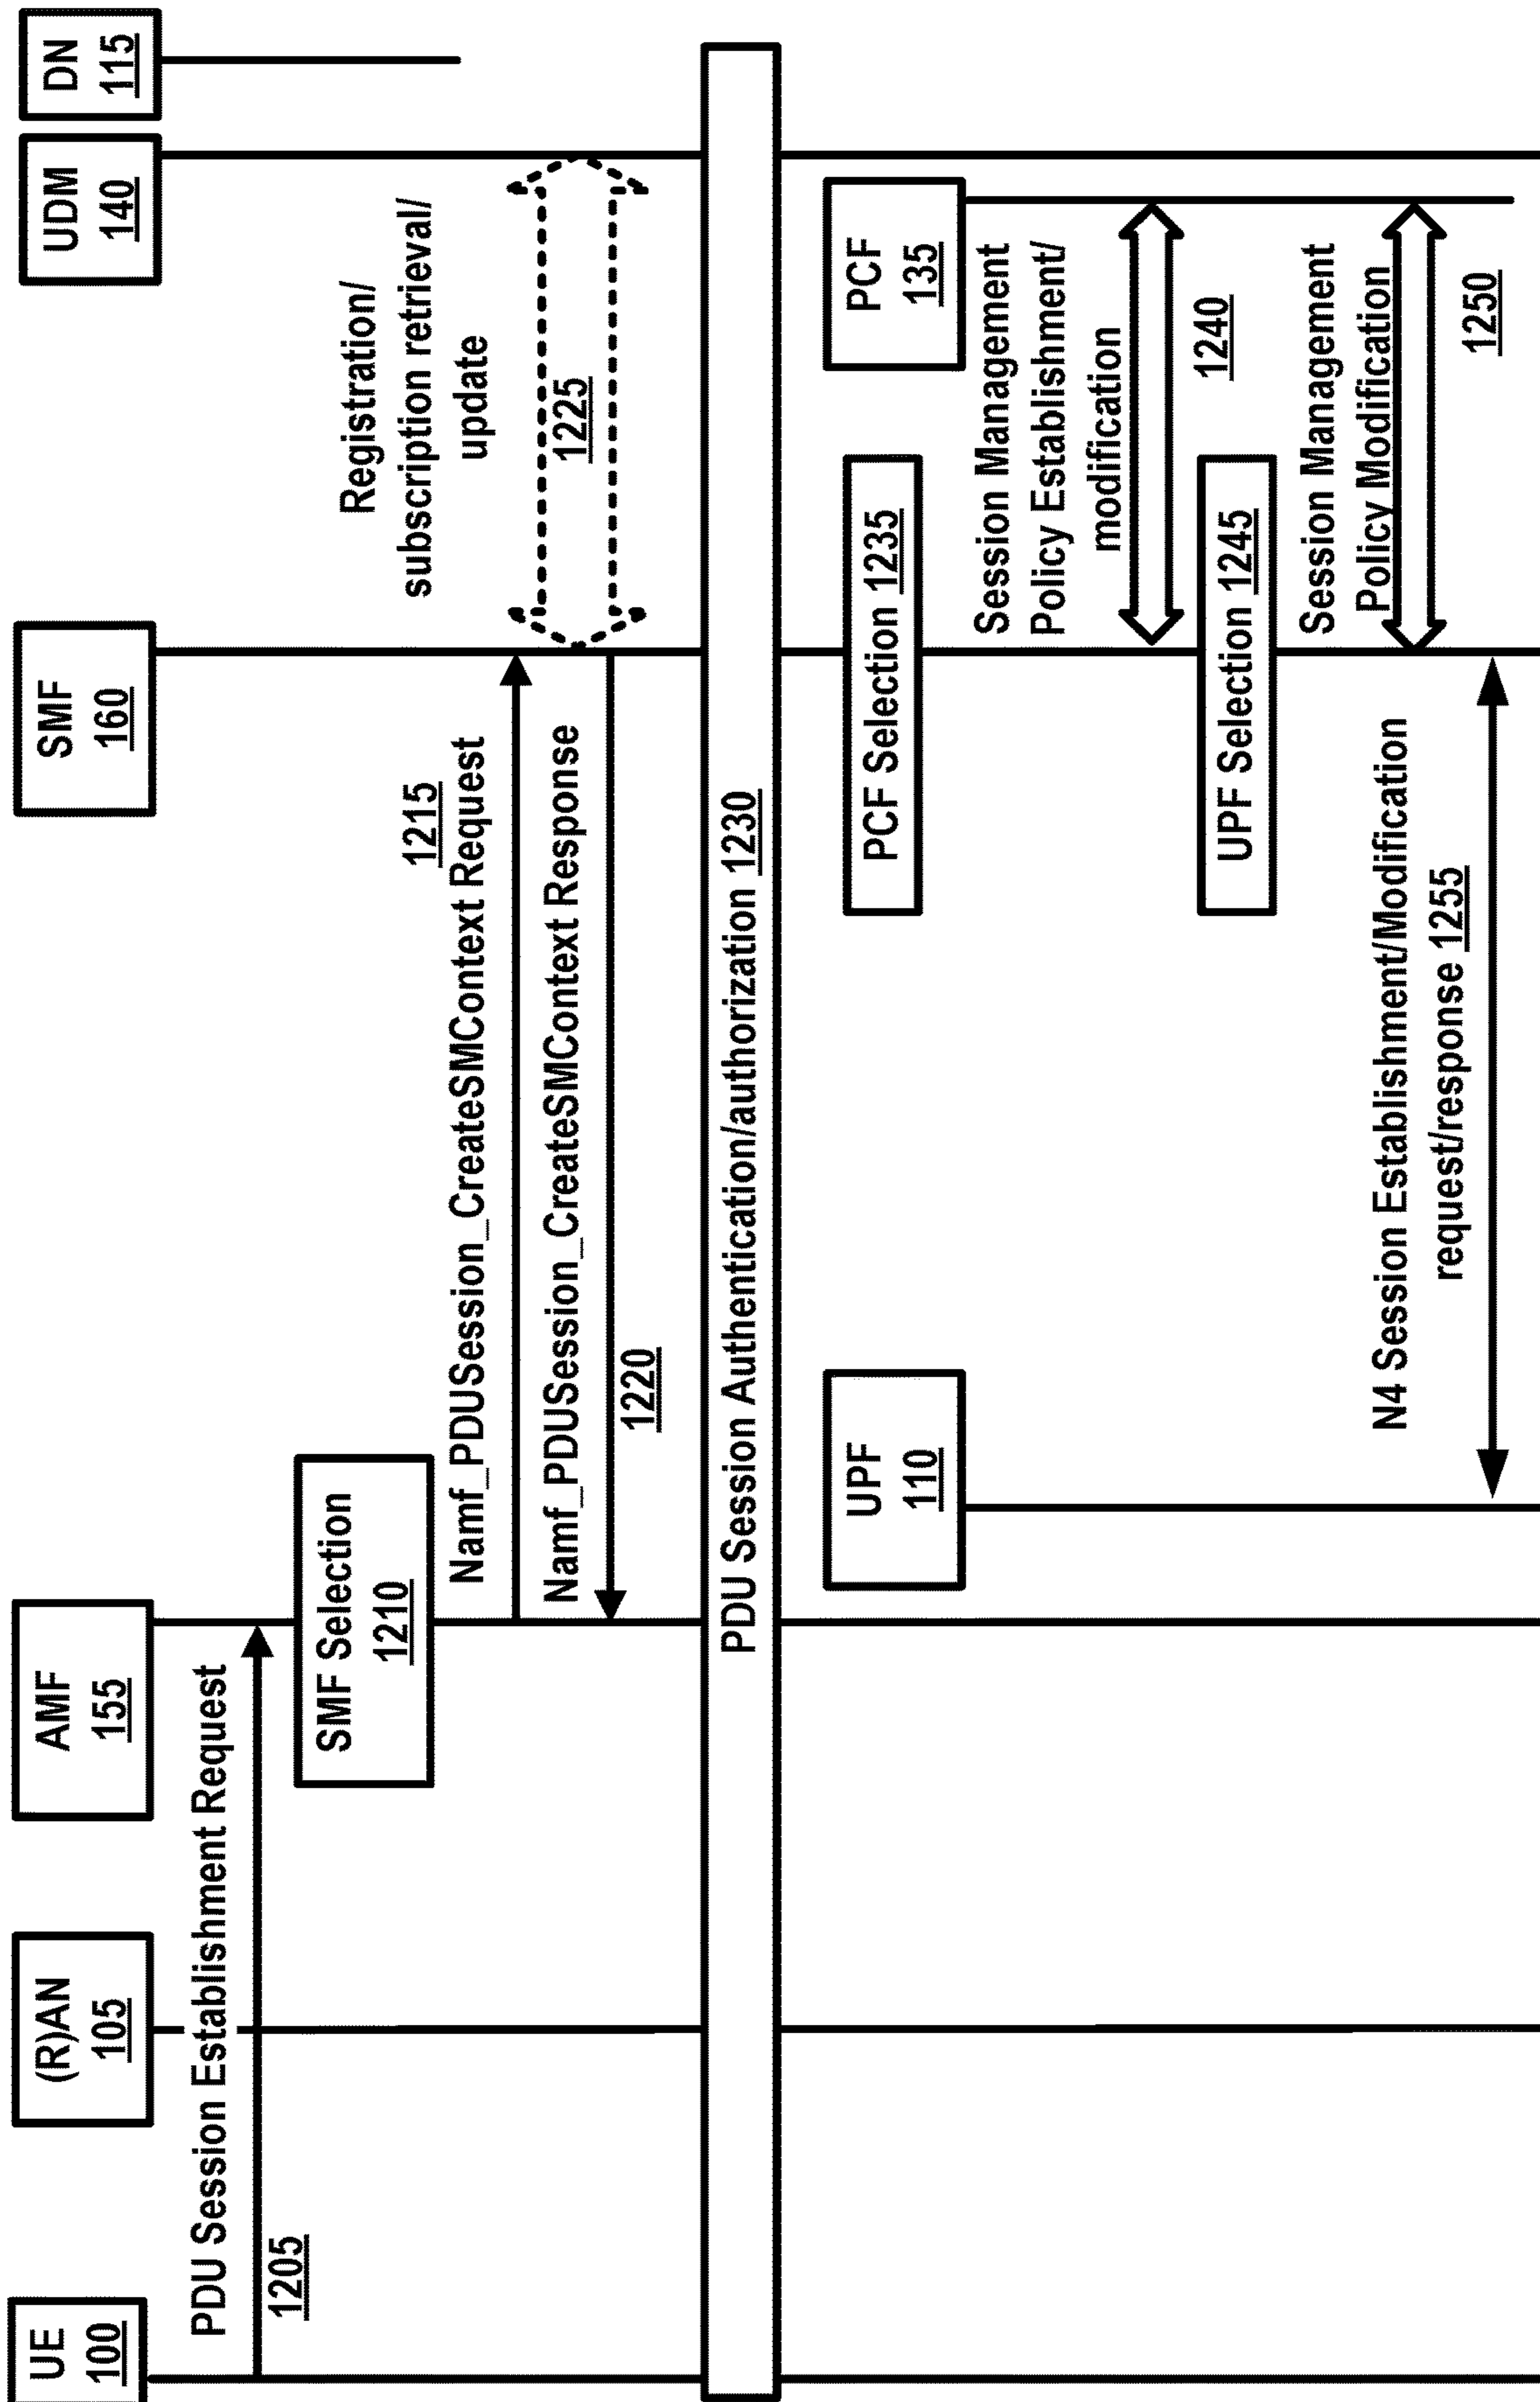 UE
100
(R)AN
105
AMF
155
SMF
160
UDM
140
DN
115
PDU Session Establishment Request
1205
SMF Selection
1210
1215
Namf_PDUSession_CreateSMContext Request
Namf_PDUSession_CreateSMContext Response
1220
Registration/
subscription retrieval/
update
1225
PDU Session Authentication/authorization 1230
UPF
110
PCF
135
PCF Selection 1235
Session Management
Policy Establishment/
modification
1240
UPF Selection 1245
Session Management
Policy Modification
1250
N4 Session Establishment/Modification
request/response 1255